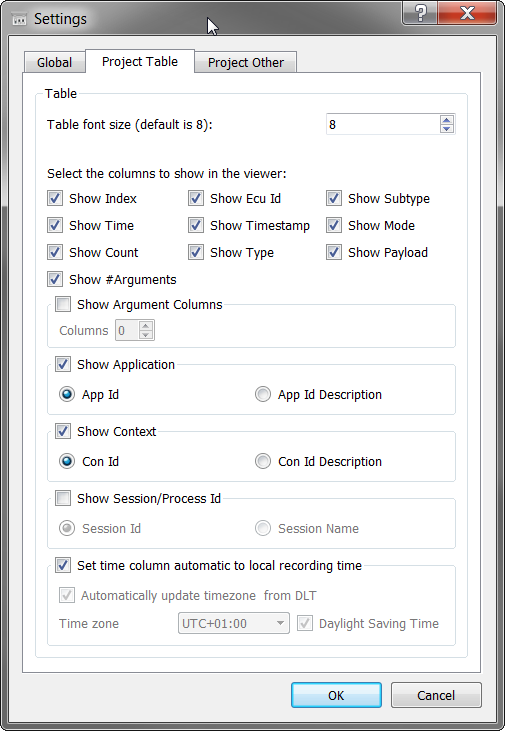 Settings
Global Project Table Project Other
Table
Table font size (default is 8): 8
Select the columns to show in the viewer:
Show Index Show Ecu Id Show Subtype
Show Time Show Timestamp Show Mode
Show Count Show Type Show Payload
Show #Arguments
Show Argument Columns
Columns 0
Show Application
App Id App Id Description
Show Context
Con Id Con Id Description
Show Session/Process Id
Session Id Session Name
Set time column automatic to local recording time
Automatically update timezone from DLT
Time zone UTC+01:00 Daylight Saving Time
OK Cancel